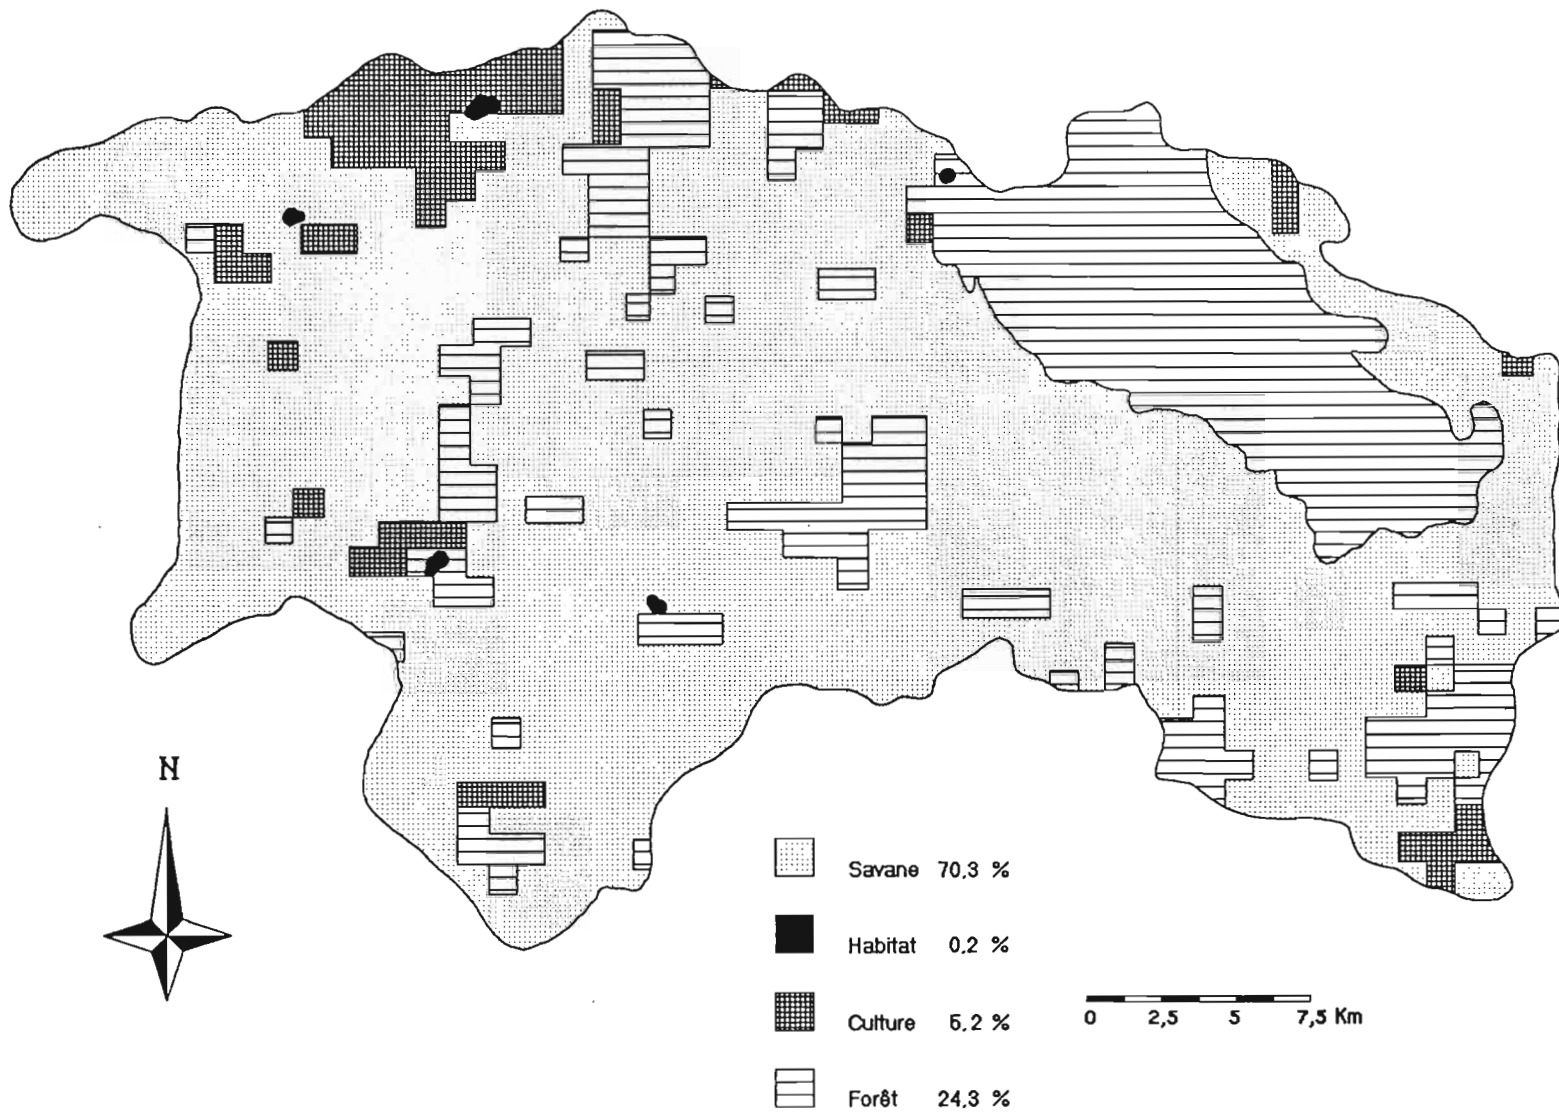 N
Savane 70,3 %
Habitat 0,2 %
Culture 5,2 %
Forêt 24,3 %
0 2,5 5 7,5 Km